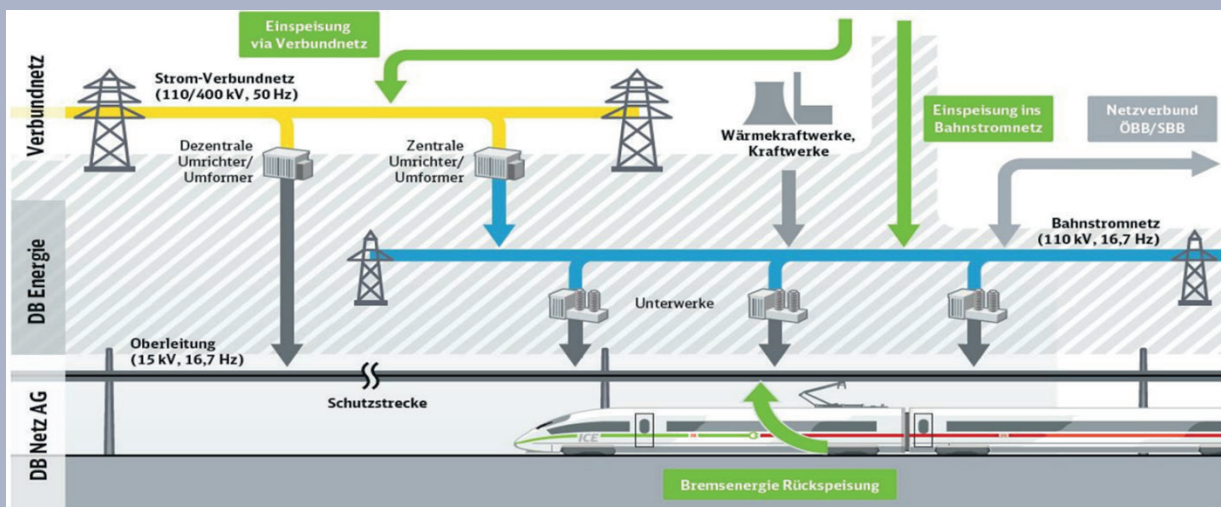 Einspeisung
via Verbundnetz
Strom-Verbundnetz
(110/400 kV, 50 Hz)
Verbundnetz
Dezentrale
Umrichter/
Umformer
Zentrale
Umrichter/
Umformer
Wärmekraftwerke,
Kraftwerke
Einspeisung ins
Bahnstromnetz
Netzverbund
ÖBB/SBB
Bahnstromnetz
(110 kV, 16,7 Hz)
DB Energie
Unterwerke
Oberleitung
(15 kV, 16,7 Hz)
Schutzstrecke
DB Netz AG
ICE
Bremsenergie Rückspeisung